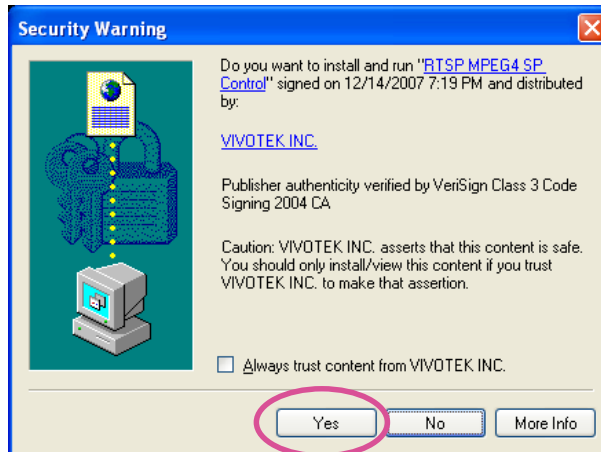 Security Warning
Do you want to install and run "RTSP MPEG4 SP
Control" signed on 12/14/2007 7:19 PM and distributed
by:
VIVOTEK INC.
Publisher authenticity verified by VeriSign Class 3 Code
Signing 2004 CA
Caution: VIVOTEK INC. asserts that this content is safe.
You should only install/view this content if you trust
VIVOTEK INC. to make that assertion.
Always trust content from VIVOTEK INC.
Yes No More Info